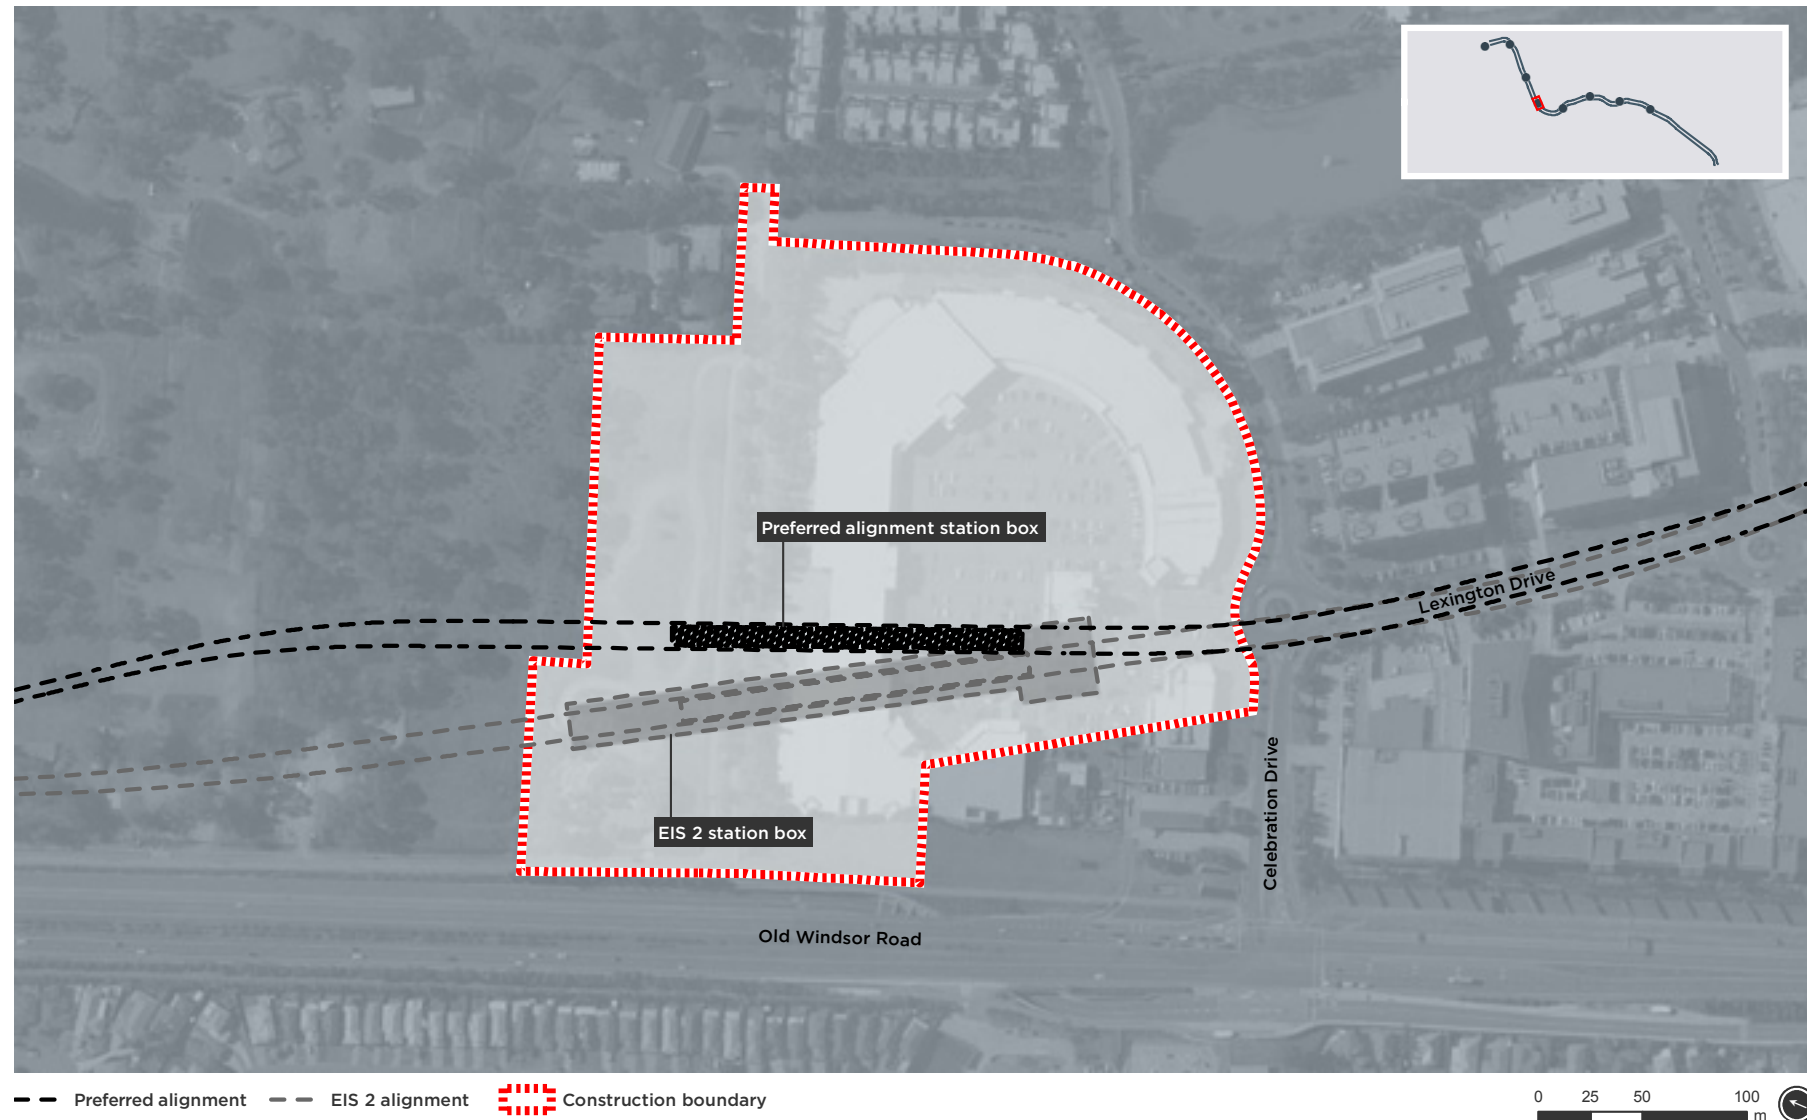 Preferred alignment station box
Lexington Drive
EIS 2 station box
Celebration Drive
Old Windsor Road
Preferred alignment
EIS 2 alignment
Construction boundary
0 25 50 100
m